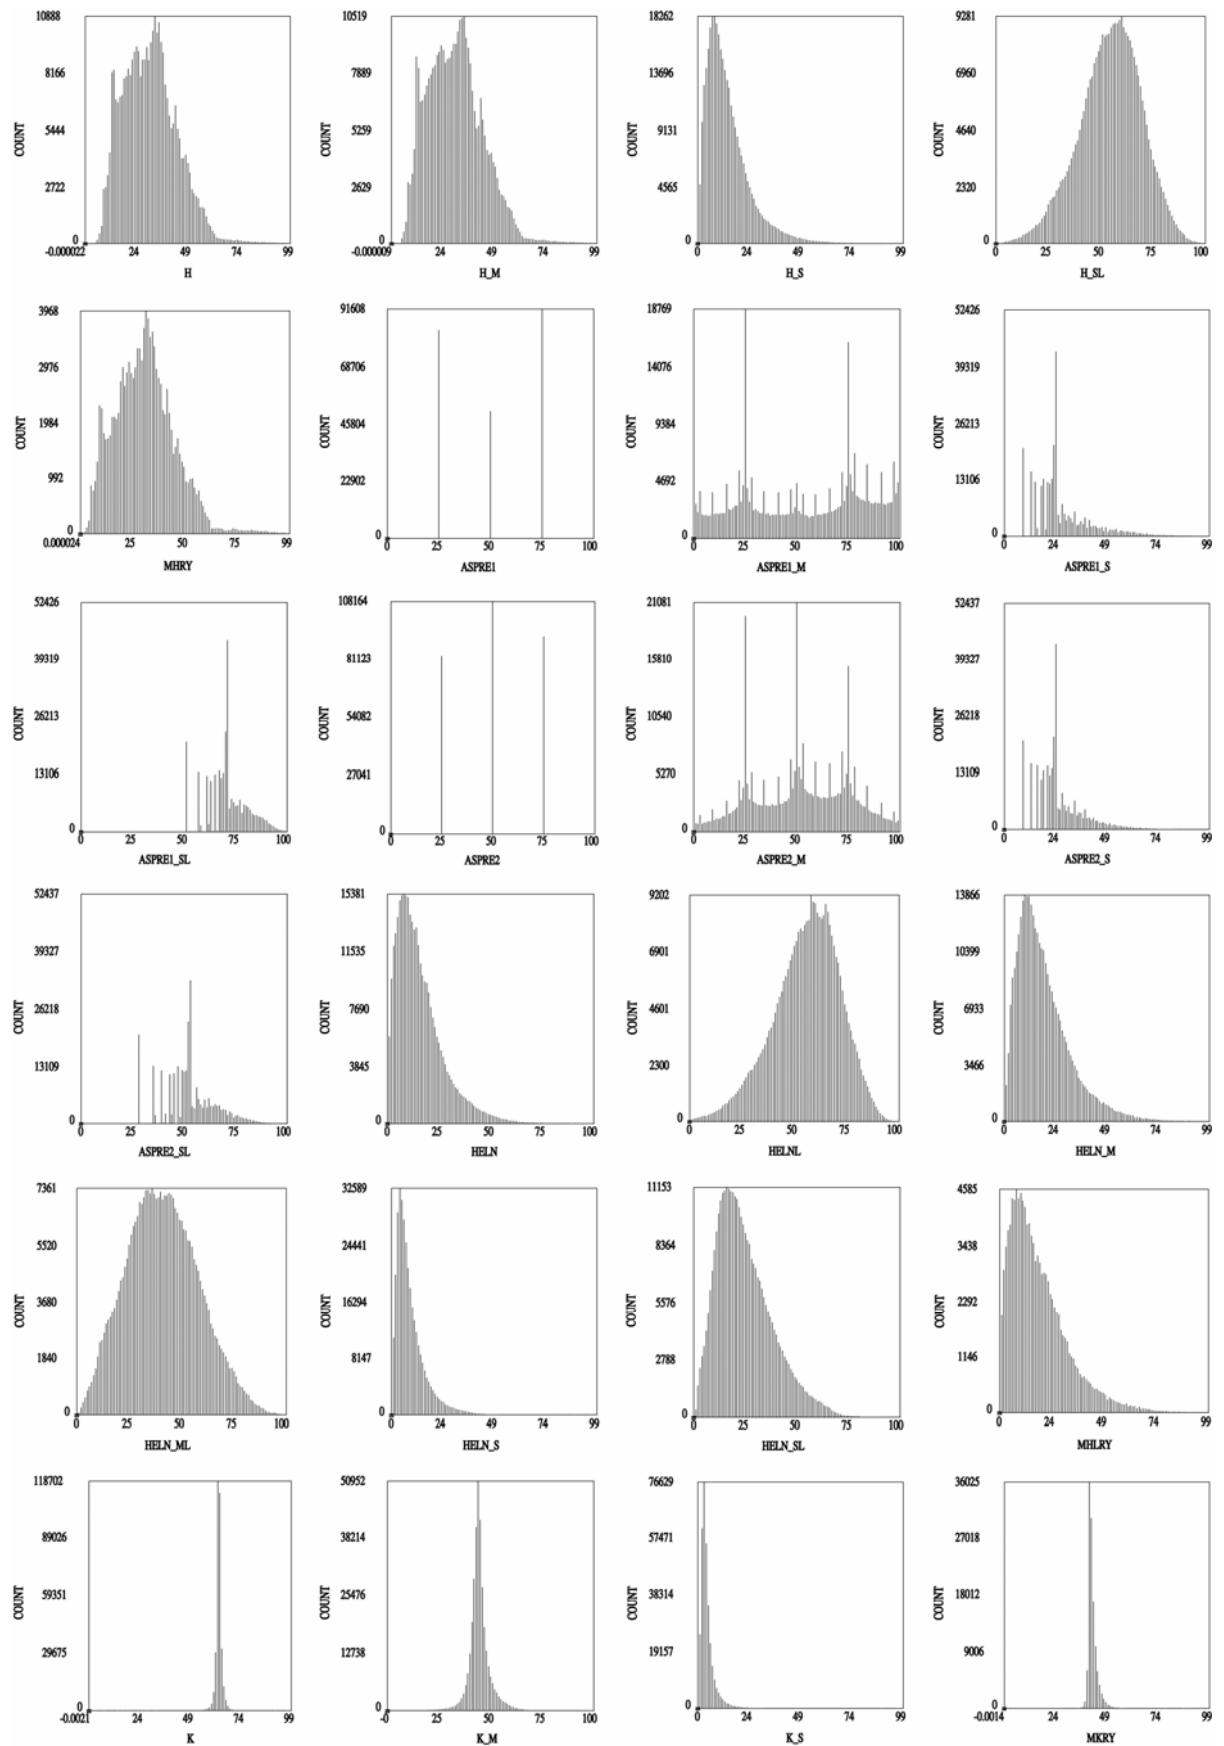 10888 10519 18262 9281
8166 7889 13696 6960
COUNT COUNT COUNT COUNT
5444 5259 9131 4640
2722 2629 4565 2320
0 0 0 0
-0.000022 24 49 74 99 -0.000009 24 49 74 99 0 24 49 74 99 0 25 50 75 100
H H_M H_S H_SL
3968 91608 18769 52426
2976 68706 14076 39319
COUNT COUNT COUNT COUNT
1984 45804 9384 26213
992 22902 4692 13106
0 0 0 0
0.000024 25 50 75 99 0 25 50 75 100 0 25 50 75 100 0 24 49 74 99
MHRY ASPRE1 ASPRE1_M ASPRE1_S
52426 108164 21081 52437
39319 81123 15810 39327
COUNT COUNT COUNT COUNT
26213 54082 10540 26218
13106 27041 5270 13109
0 0 0 0
0 25 50 75 100 0 25 50 75 100 0 25 50 75 100 0 24 49 74 99
ASPRE1_SL ASPRE2 ASPRE2_M ASPRE2_S
52437 15381 9202 13866
39327 11535 6901 10399
COUNT COUNT COUNT COUNT
26218 7690 4601 6933
13109 3845 2300 3466
0 0 0 0
0 25 50 75 100 0 25 50 75 100 0 25 50 75 100 0 24 49 74 99
ASPRE2_SL HELN HELNL HELN_M
7361 32589 11153 4585
5520 24441 8364 3438
COUNT COUNT COUNT COUNT
3680 16294 5576 2292
1840 8147 2788 1146
0 0 0 0
0 25 50 75 100 0 24 49 74 99 0 25 50 75 100 0 24 49 74 99
HELN_ML HELN_S HELN_SL MHLRY
118702 50952 76629 36025
89026 38214 57471 27018
COUNT COUNT COUNT COUNT
59351 25476 38314 18012
29675 12738 19157 9006
0 0 0 0
-0.0021 24 49 74 99 -0 25 50 75 100 0 25 50 75 100 -0.0014 24 49 74 99
K K_M K_S MKRY